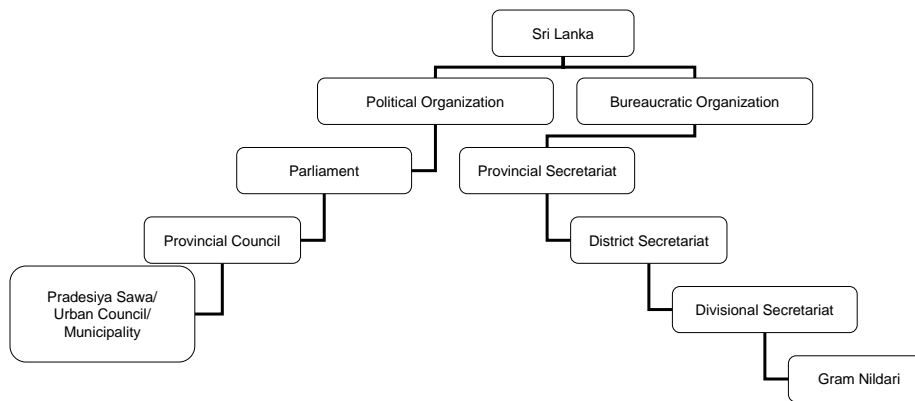 Sri Lanka
Political Organization
Bureaucratic Organization
Parliament
Provincial Secretariat
Provincial Council
District Secretariat
Pradesiya Sawa/
Urban Council/
Municipality
Divisional Secretariat
Gram Nildari